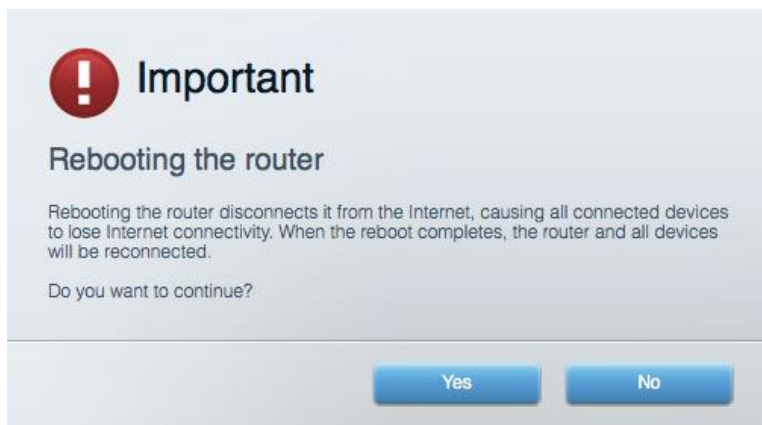 Important
Rebooting the router
Rebooting the router disconnects it from the Internet, causing all connected devices
to lose Internet connectivity. When the reboot completes, the router and all devices
will be reconnected.
Do you want to continue?
Yes
No